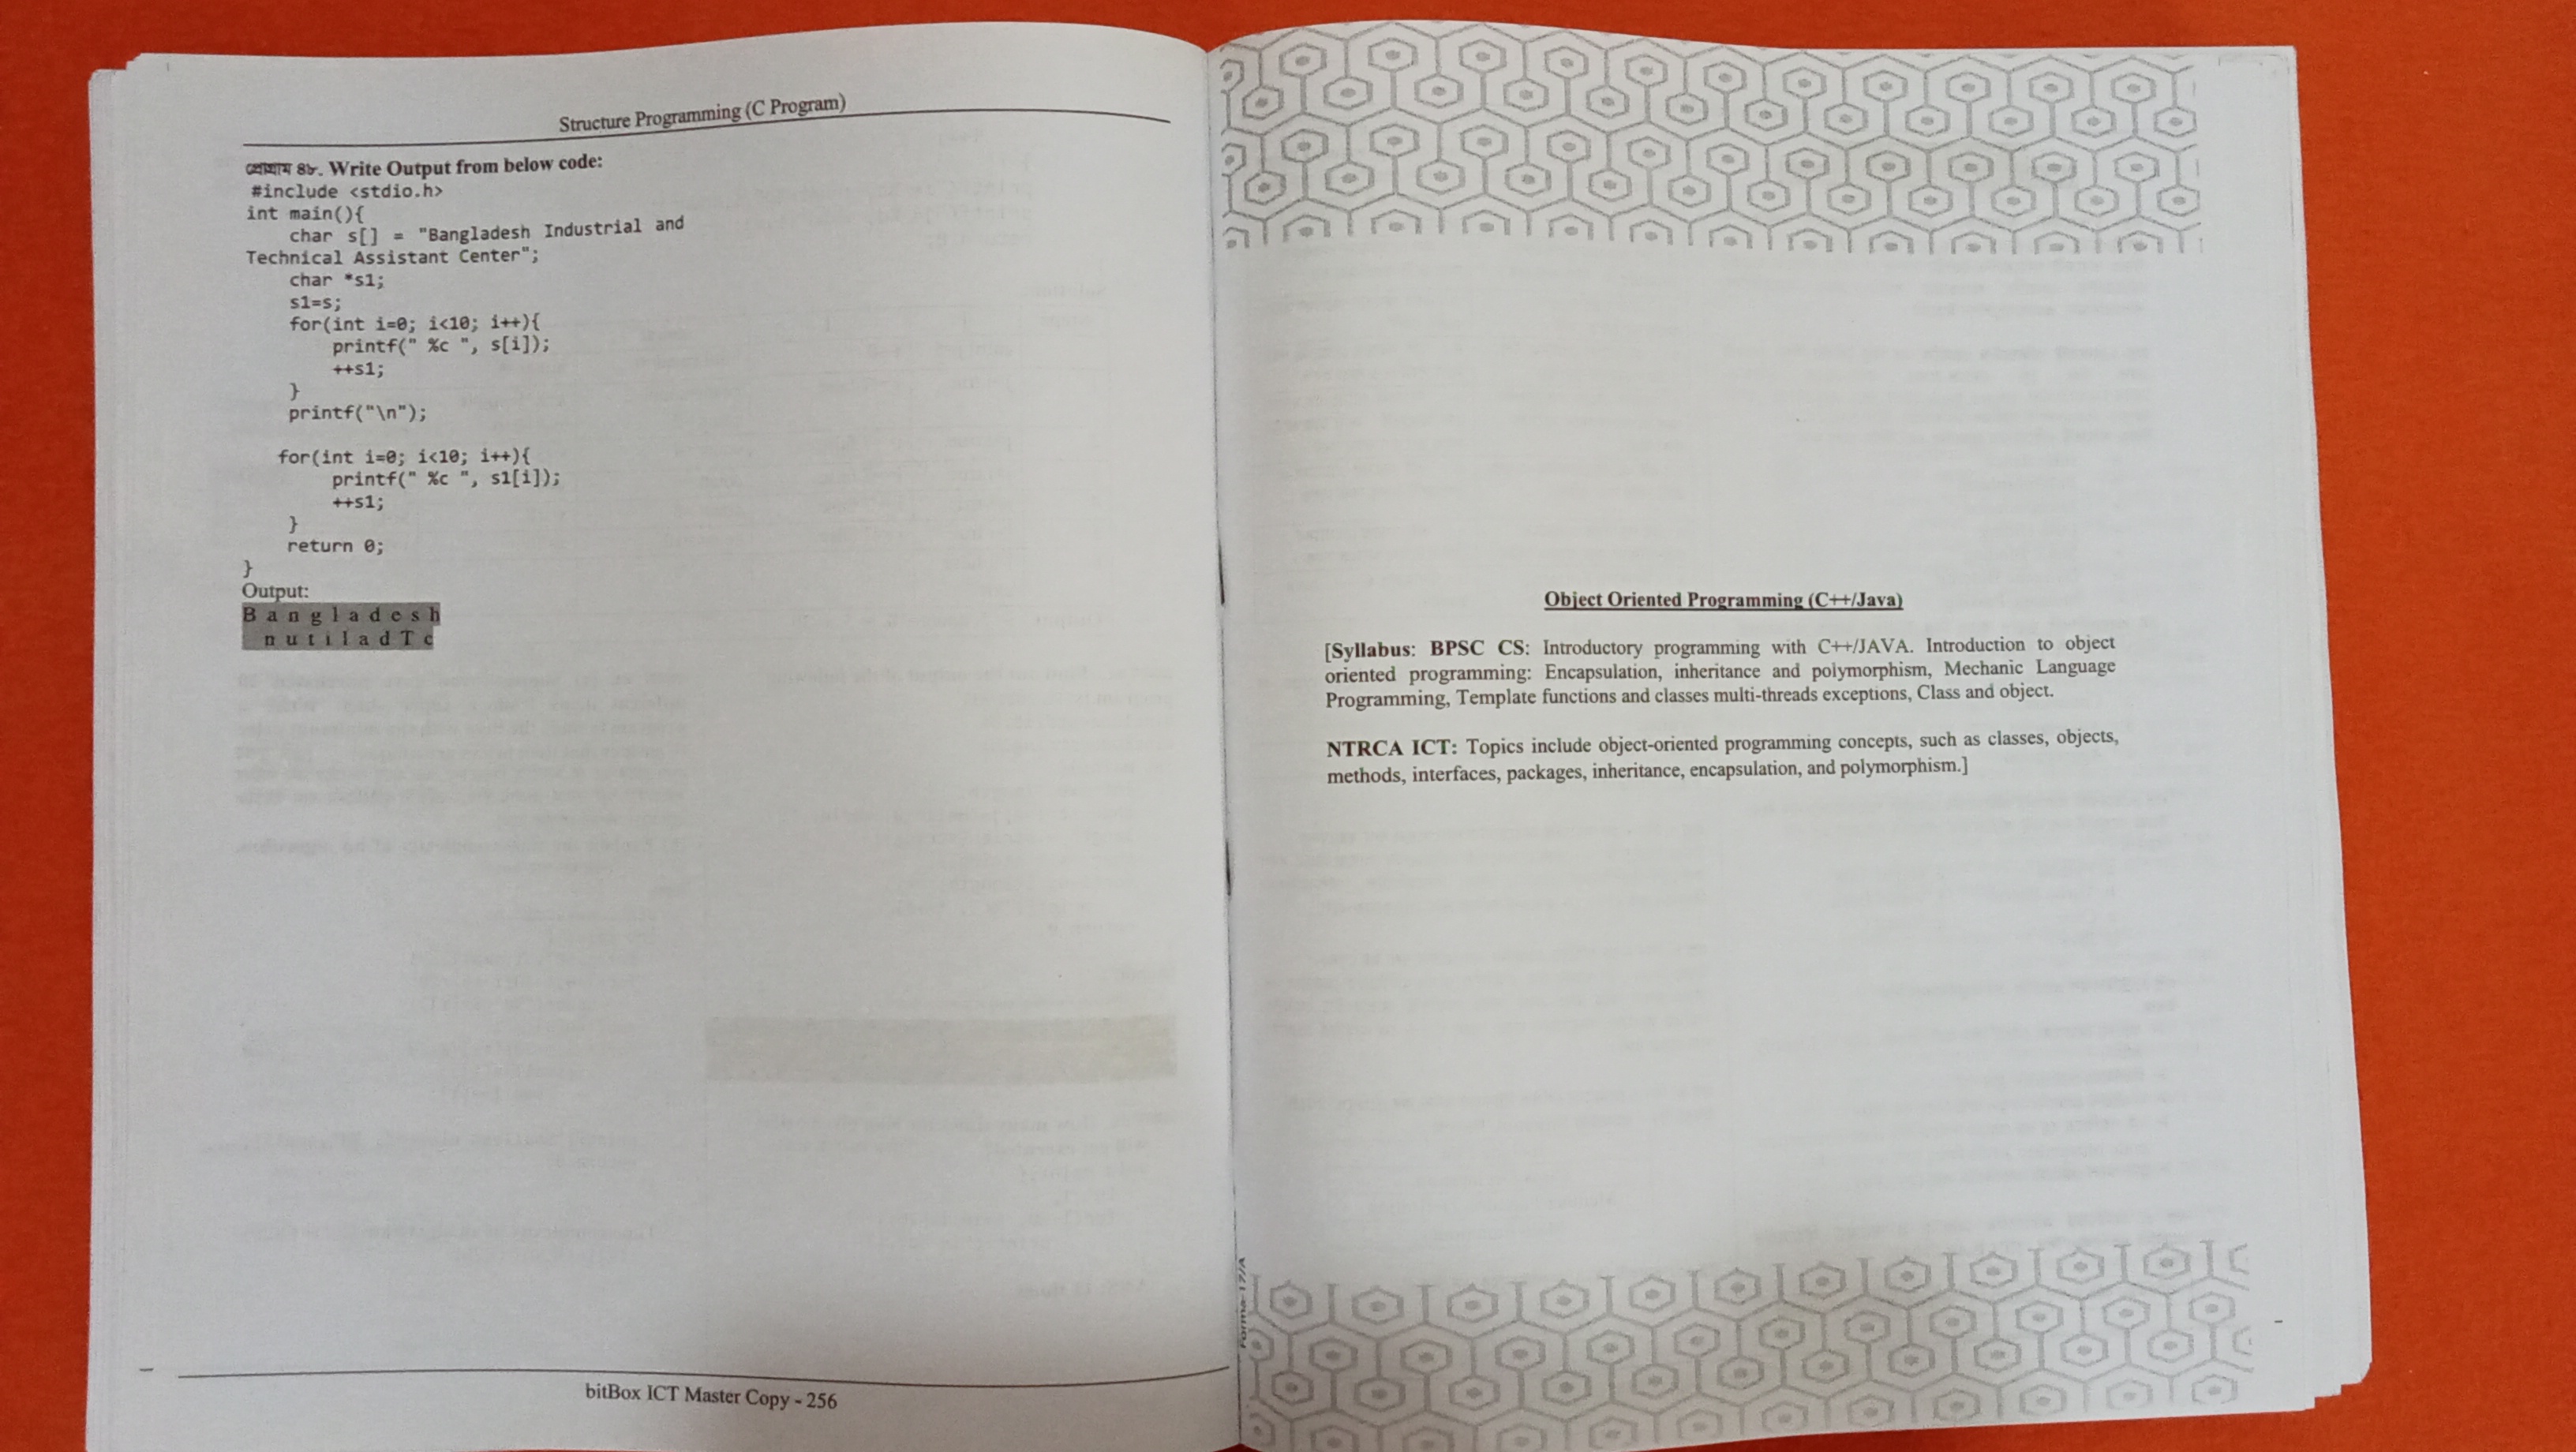 Structure Programming (C Program)
প্রোগ্রাম ৪৮. Write Output from below code:
#include <stdio.h>
int main(){
char s[] = "Bangladesh Industrial and
Technical Assistant Center";
char *s1;
s1=s;
for(int i=0; i<10; i++){
printf(" %c ", s[i]);
++s1;
}
printf("\n");
for(int i=0; i<10; i++){
printf(" %c ", s1[i]);
++s1;
}
return 0;
}
Output:
B a n g l a d e s h
n u t i l a d T c
bitBox ICT Master Copy - 256
Object Oriented Programming (C++/Java)
[Syllabus: BPSC CS: Introductory programming with C++/JAVA. Introduction to object
oriented programming: Encapsulation, inheritance and polymorphism, Mechanic Language
Programming, Template functions and classes multi-threads exceptions, Class and object.
NTRCA ICT: Topics include object-oriented programming concepts, such as classes, objects,
methods, interfaces, packages, inheritance, encapsulation, and polymorphism.]
Forma-17/A